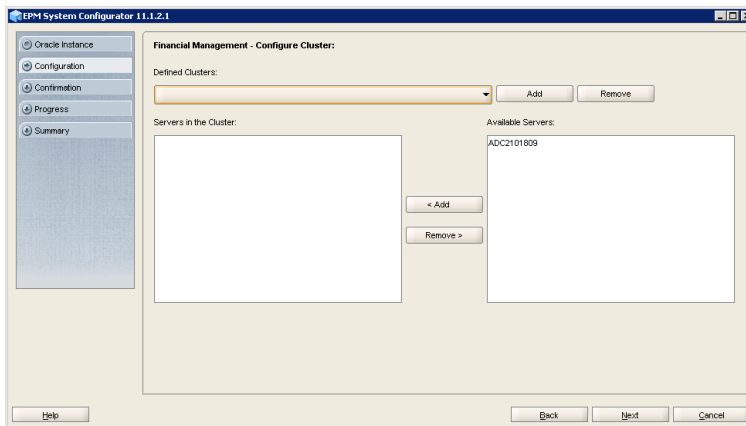 EPM System Configurator 11.1.2.1
Oracle Instance
Configuration
Confirmation
Progress
Summary
Financial Management - Configure Cluster:
Defined Clusters:
Add
Remove
Servers in the Cluster:
Available Servers:
ADC2101809
< Add
Remove >
Help
Back
Next
Cancel